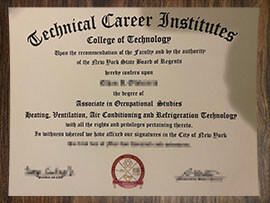 Technical Career Institutes
College of Technology
Upon the recommendation of the Faculty and by the authority
of the New York State Board of Regents
hereby confers upon
the degree of
Associate in Occupational Studies
Heating, Ventilation, Air Conditioning and Refrigeration Technology
with all the rights and privileges pertaining thereto.
In witness whereof we have affixed our signatures in the City of New York